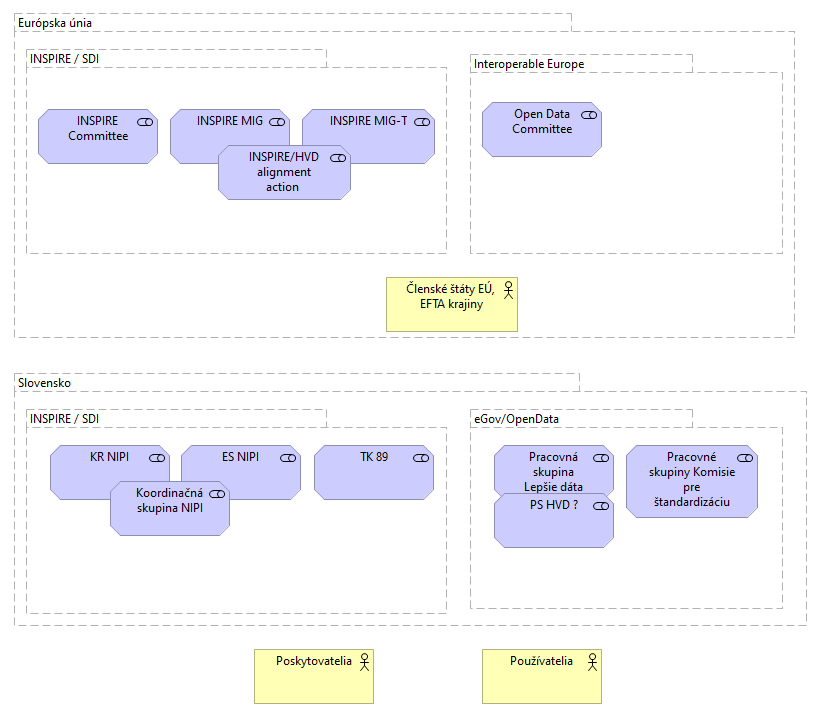 Európska únia
INSPIRE / SDI
INSPIRE
Committee
INSPIRE MIG
INSPIRE MIG-T
INSPIRE/HVD
alignment
action
Interoperable Europe
Open Data
Committee
Členské štáty EÚ,
EFTA krajiny
Slovensko
INSPIRE / SDI
KR NIPI
ES NIPI
TK 89
Koordinačná
skupina NIPI
eGov/OpenData
Pracovná
skupina
Lepšie dáta
PS HVD ?
Pracovné
skupiny Komisie
pre
štandardizáciu
Poskytovatelia
Používatelia